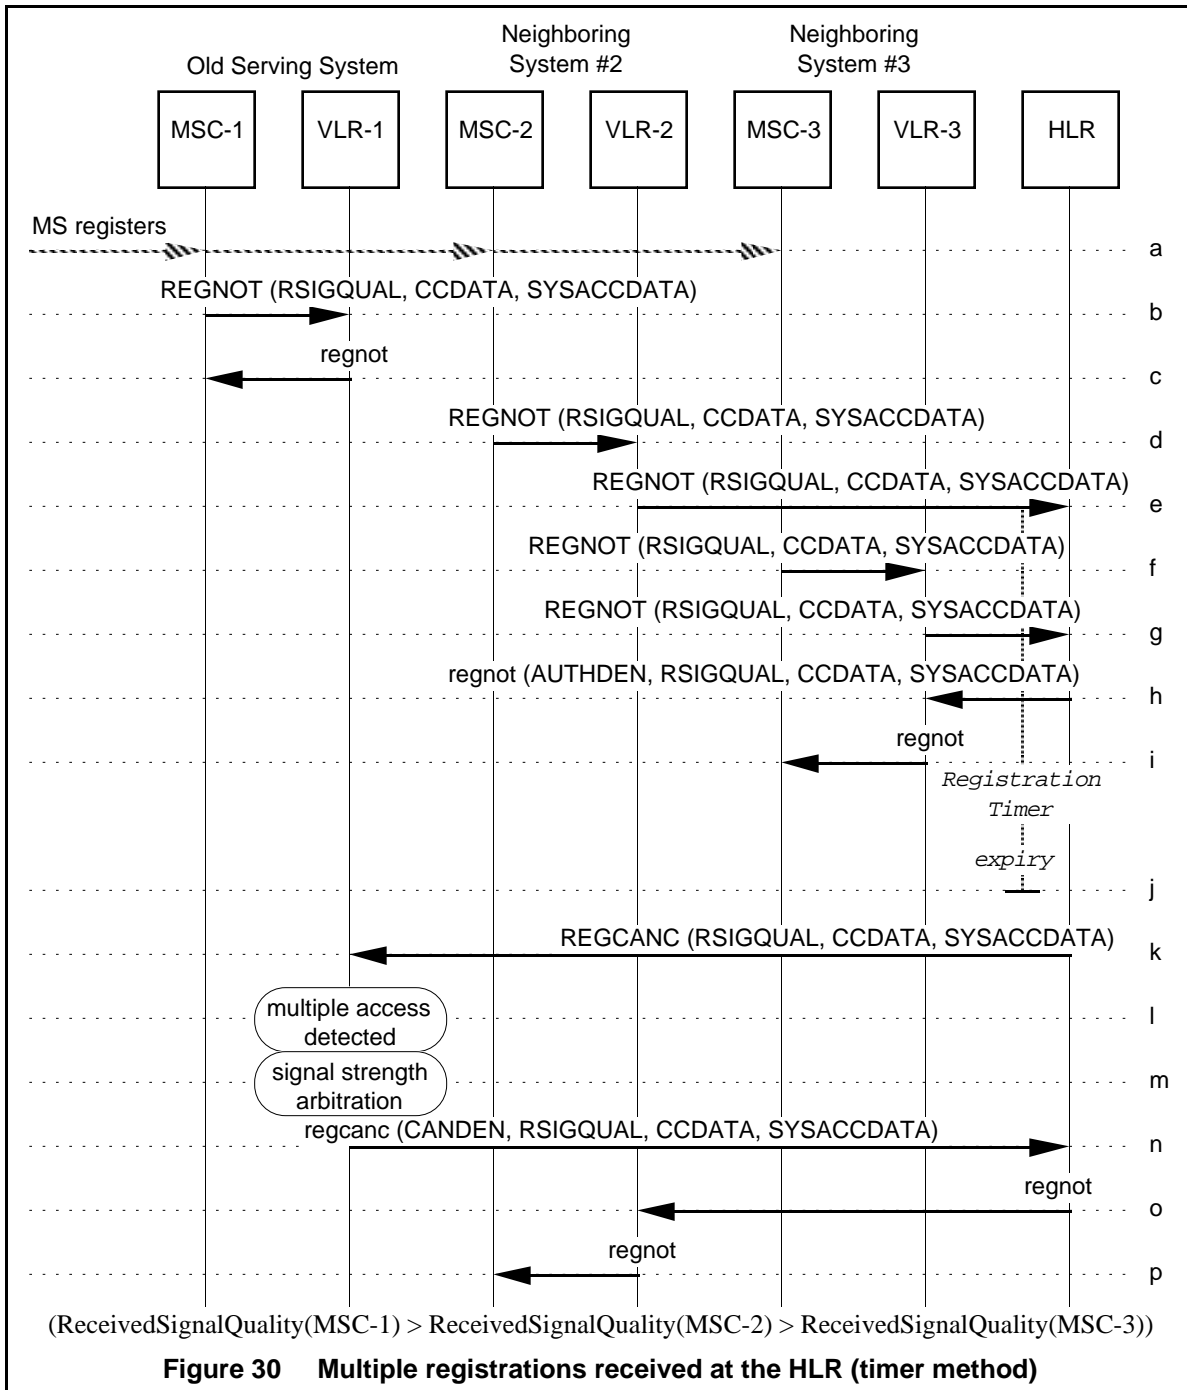 Neighboring
System #2
Neighboring
System #3
Old Serving System
MSC-1
VLR-1
MSC-2
VLR-2
MSC-3
VLR-3
HLR
MS registers
a
REGNOT (RSIGQUAL, CCDATA, SYSACCDATA)
b
regnot
c
REGNOT (RSIGQUAL, CCDATA, SYSACCDATA)
d
REGNOT (RSIGQUAL, CCDATA, SYSACCDATA)
e
REGNOT (RSIGQUAL, CCDATA, SYSACCDATA)
f
REGNOT (RSIGQUAL, CCDATA, SYSACCDATA)
g
regnot (AUTHDEN, RSIGQUAL, CCDATA, SYSACCDATA)
h
regnot
i
Registration
Timer
expiry
j
REGCANC (RSIGQUAL, CCDATA, SYSACCDATA)
k
multiple access
detected
l
signal strength
arbitration
m
regcanc (CANDEN, RSIGQUAL, CCDATA, SYSACCDATA)
n
regnot
o
regnot
p
(ReceivedSignalQuality(MSC-1) > ReceivedSignalQuality(MSC-2) > ReceivedSignalQuality(MSC-3))
Figure 30 Multiple registrations received at the HLR (timer method)